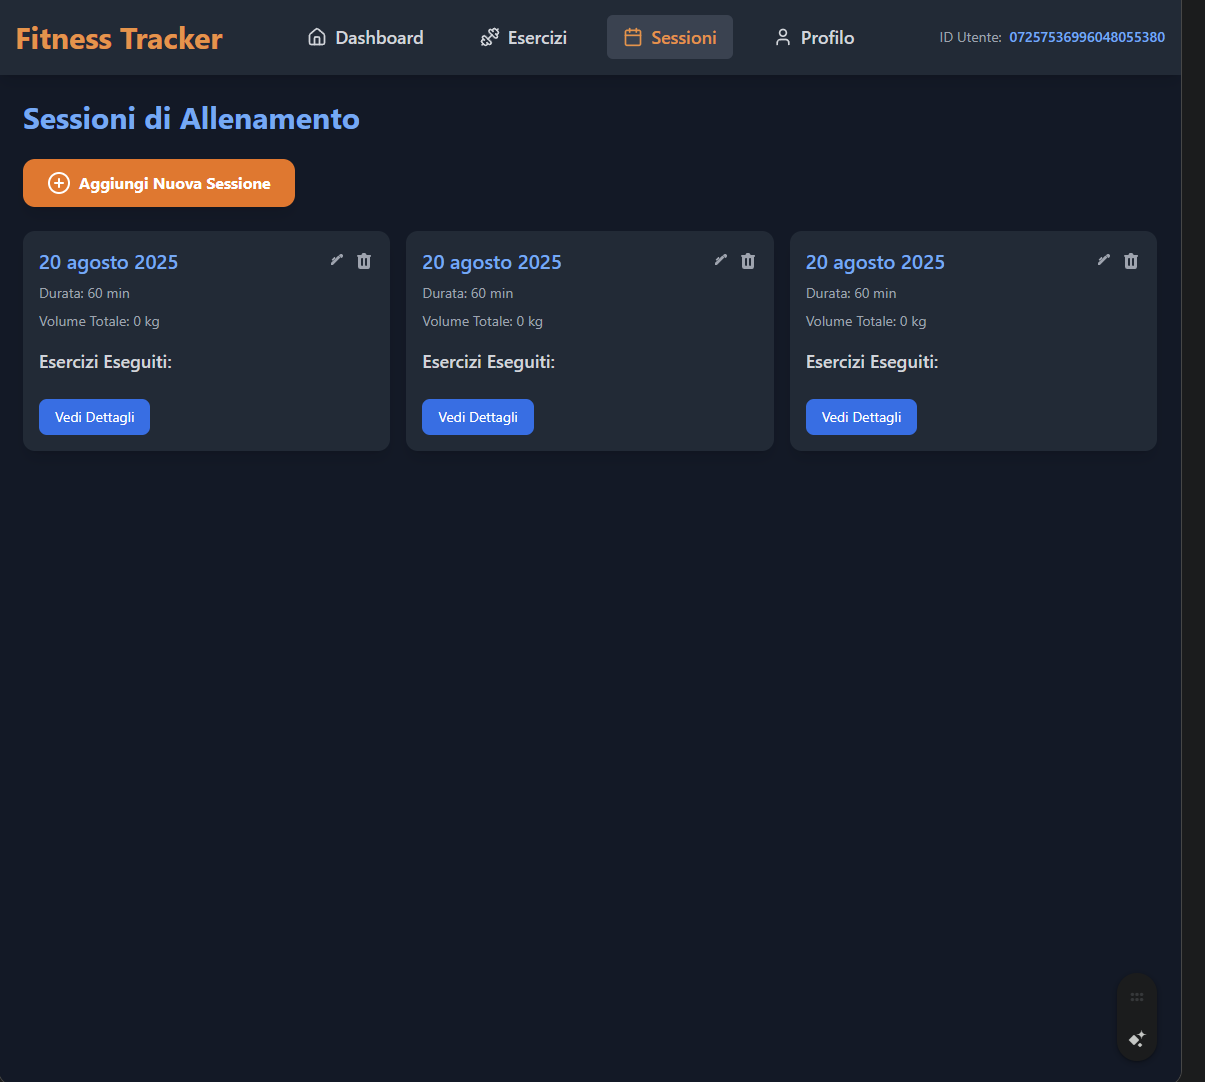 Fitness Tracker
Dashboard
Esercizi
Sessioni
Profilo
ID Utente: 07257536996048055380
Sessioni di Allenamento
Aggiungi Nuova Sessione
20 agosto 2025
Durata: 60 min
Volume Totale: 0 kg
Esercizi Eseguiti:
Vedi Dettagli
20 agosto 2025
Durata: 60 min
Volume Totale: 0 kg
Esercizi Eseguiti:
Vedi Dettagli
20 agosto 2025
Durata: 60 min
Volume Totale: 0 kg
Esercizi Eseguiti:
Vedi Dettagli